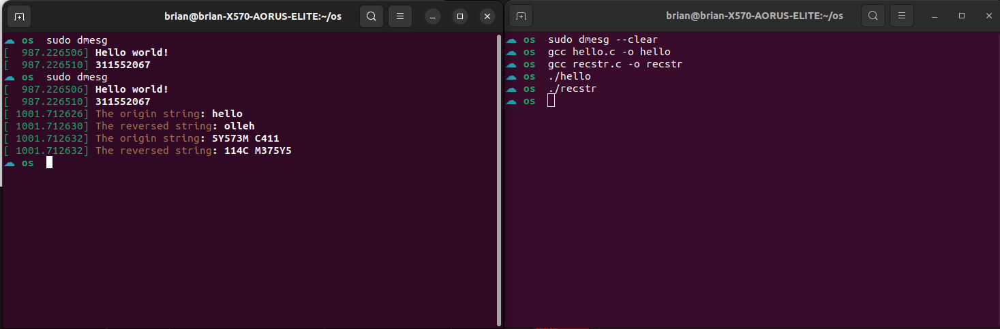 brian@brian-X570-AORUS-ELITE:~/os
os sudo dmesg
[  987.226506] Hello world!
[  987.226510] 311552067
os sudo dmesg
[  987.226506] Hello world!
[  987.226510] 311552067
[ 1001.712626] The origin string: hello
[ 1001.712630] The reversed string: olleh
[ 1001.712632] The origin string: 5Y573M C411
[ 1001.712632] The reversed string: 114C M375Y5
os
brian@brian-X570-AORUS-ELITE:~/os
os sudo dmesg --clear
os gcc hello.c -o hello
os gcc recstr.c -o recstr
os ./hello
os ./recstr
os